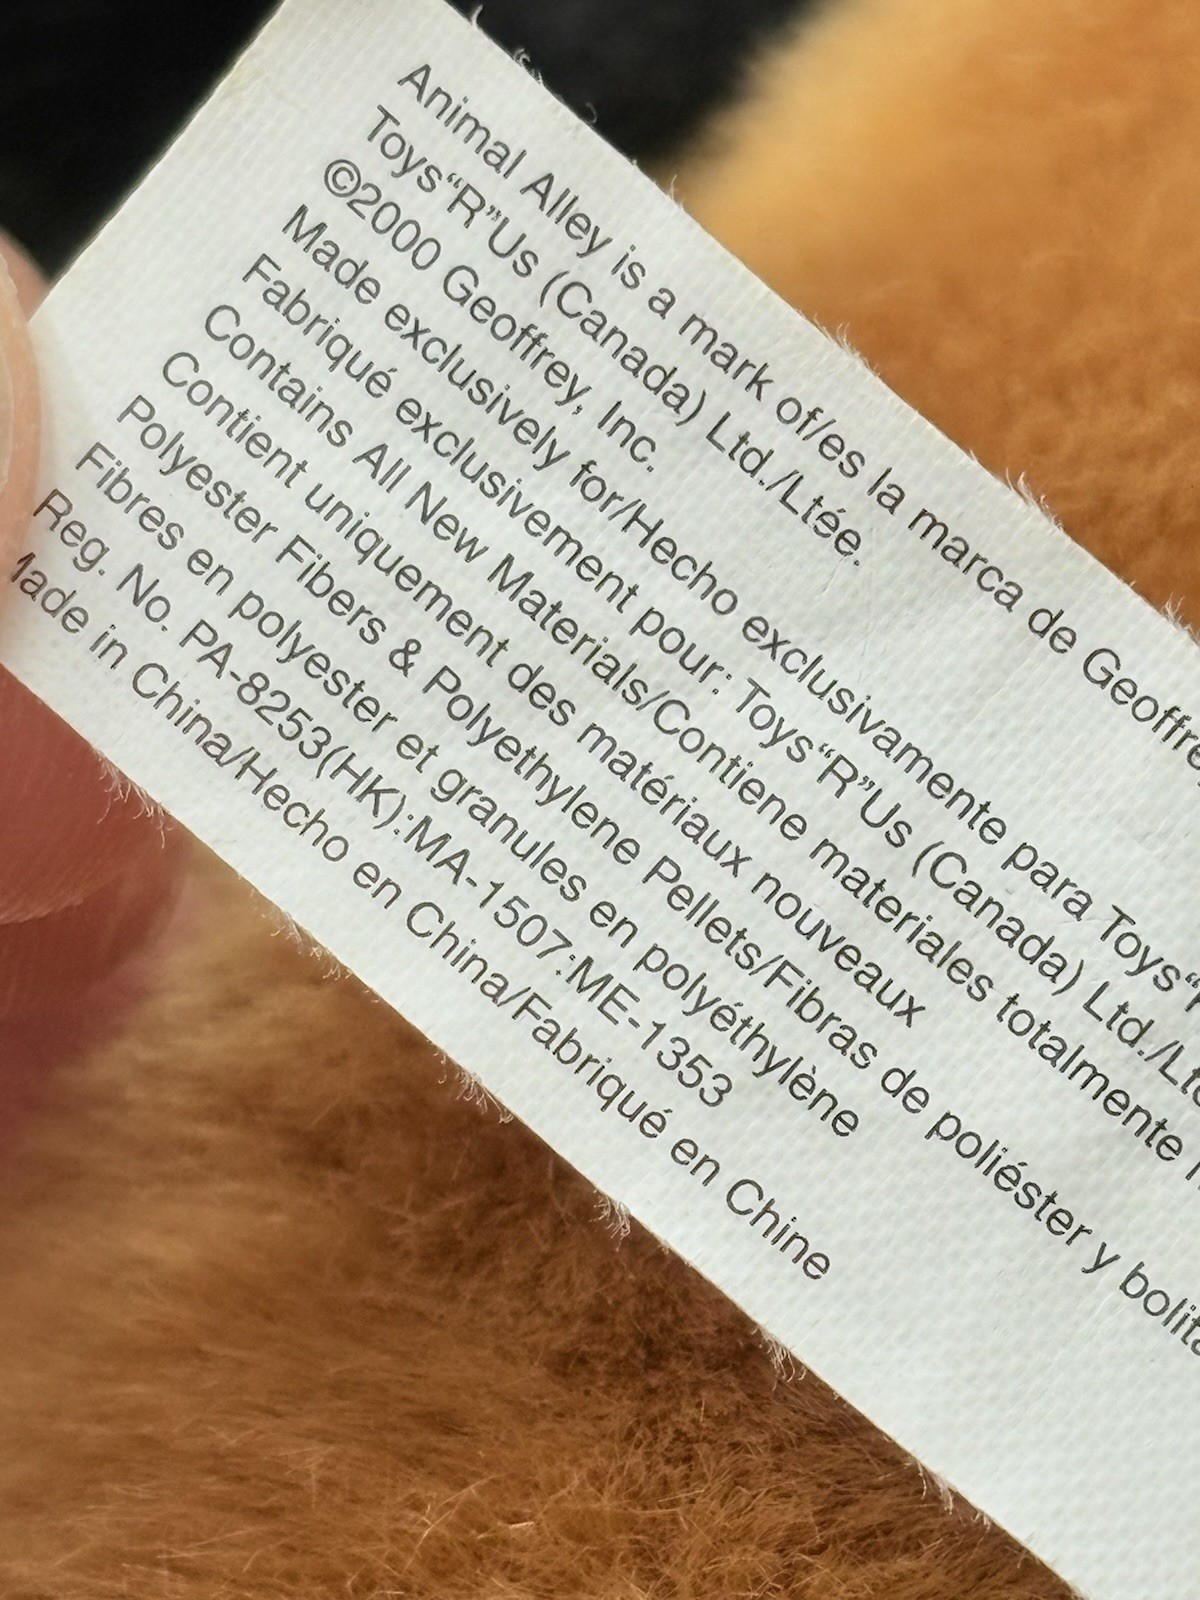 Animal Alley is a mark of/es la marca de Geoffre
Toys“R”Us (Canada) Ltd./Ltée.
©2000 Geoffrey, Inc.
Made exclusively for/Hecho exclusivamente para Toys“R
Fabriqué exclusivement pour: Toys“R”Us (Canada) Ltd./Lté
Contains All New Materials/Contiene materiales totalmente
Contient uniquement des matériaux nouveaux
Polyester Fibers & Polyethylene Pellets/Fibras de poliéster y bolita
Fibres en polyester et granules en polyéthylène
Reg. No. PA-8253(HK):MA-1507:ME-1353
Made in China/Hecho en China/Fabriqué en Chine